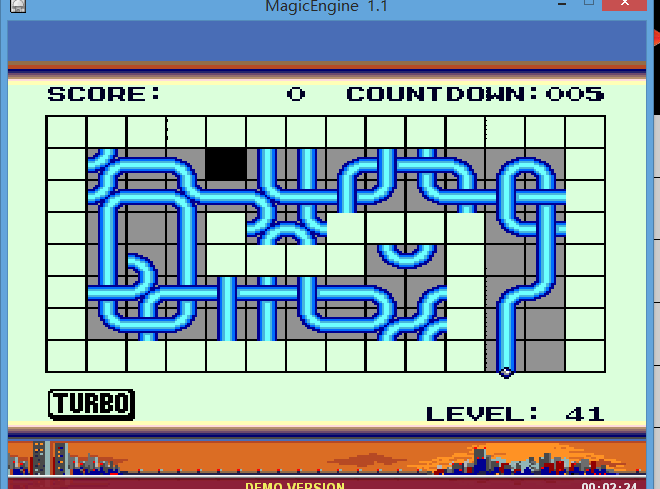 MagicEngine 1.1
SCORE: 0 COUNTDOWN:005
TURBO
LEVEL: 41
DEMO VERSION 00:02:24